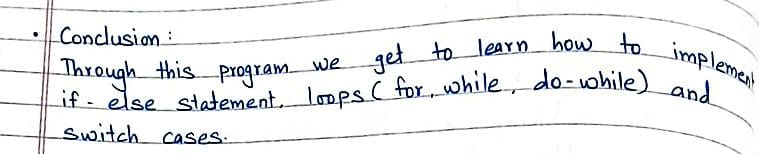 • Conclusion :
Through this program we get to learn how to implement
if-else statement, loops ( for, while, do-while) and
switch cases.